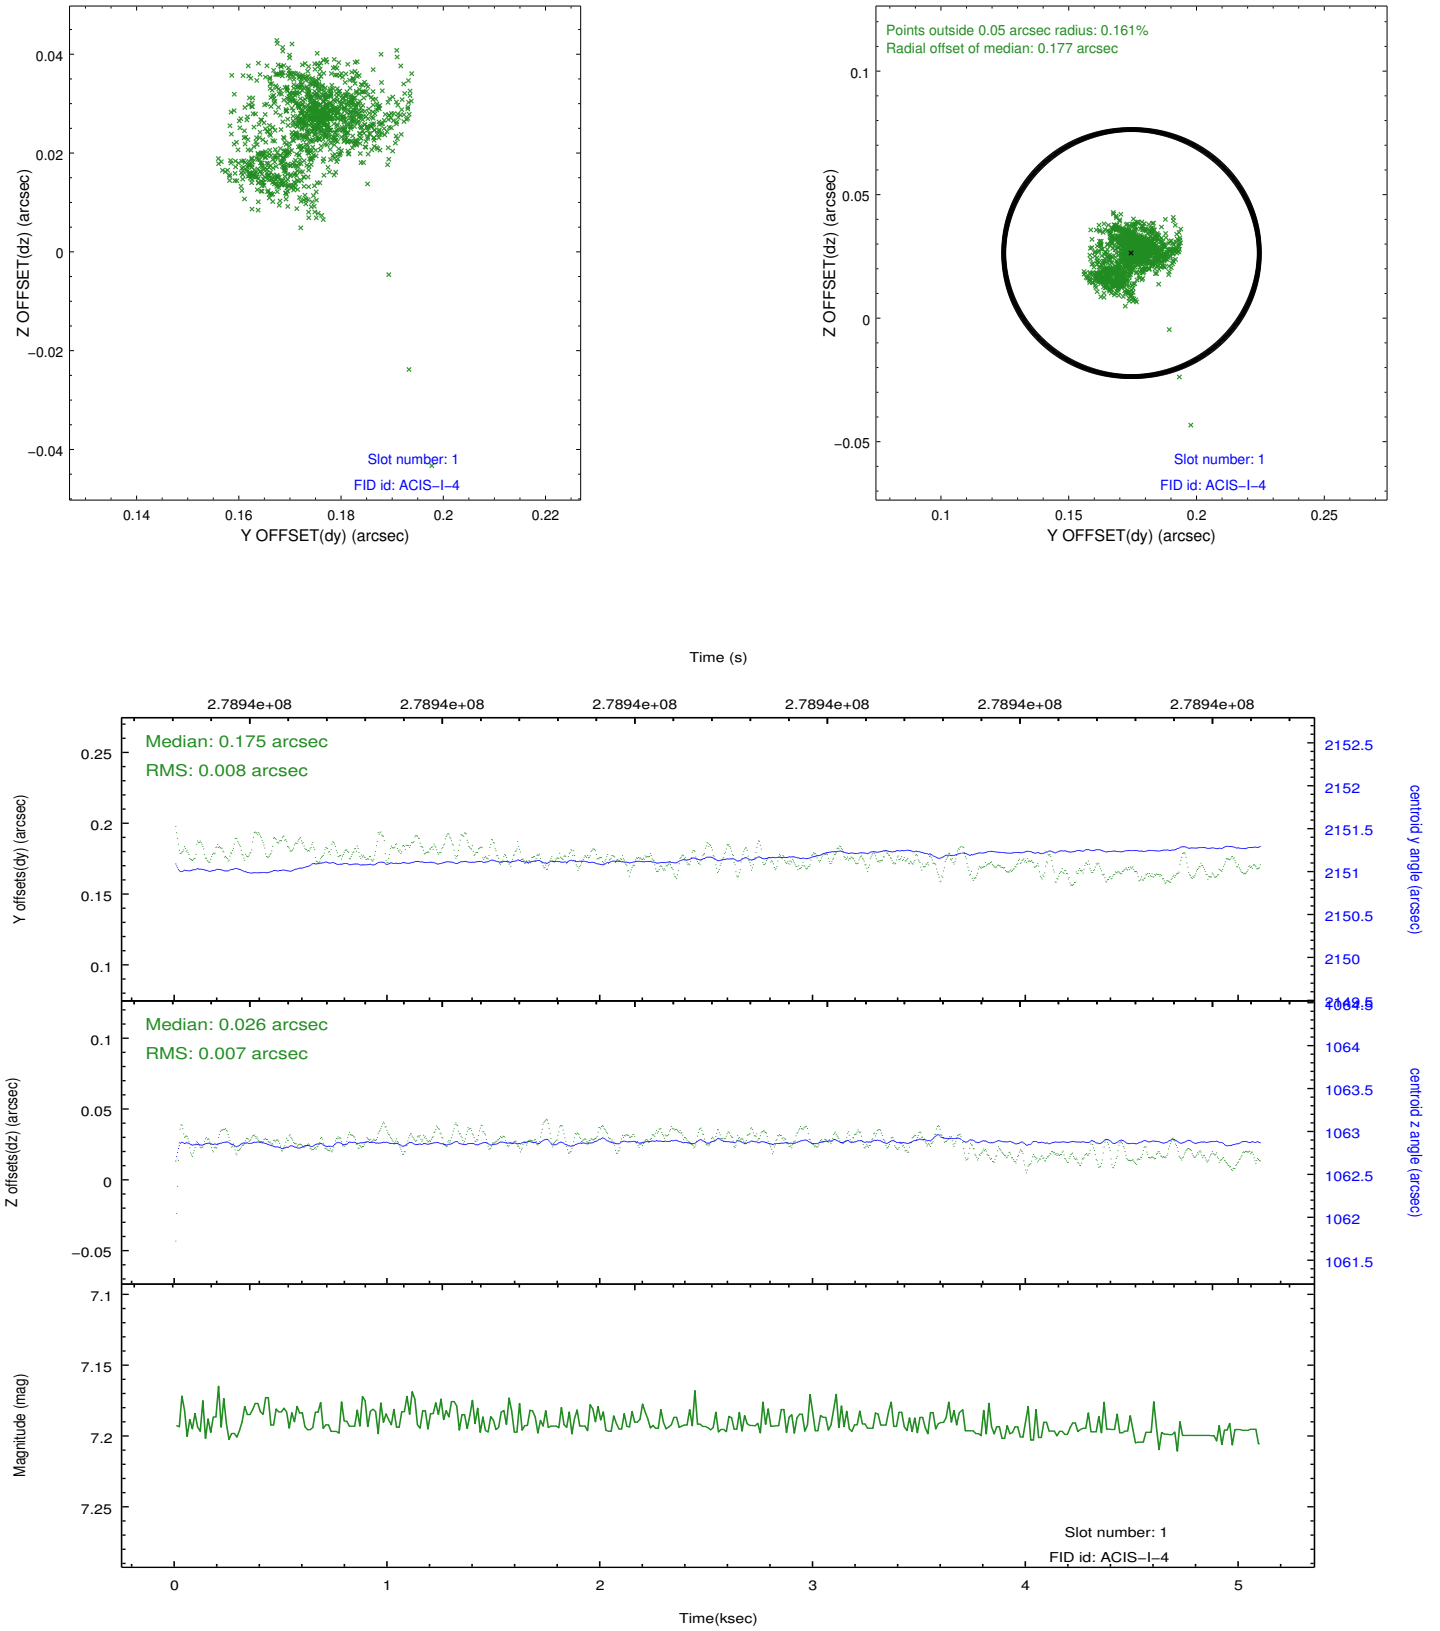 0.04
0.02
0
−0.02
−0.04
Z OFFSET(dz) (arcsec)
Slot number: 1
FID id: ACIS−I−4
0.14 0.16 0.18 0.2 0.22
Y OFFSET(dy) (arcsec)
Points outside 0.05 arcsec radius: 0.161%
Radial offset of median: 0.177 arcsec
0.1
0.05
0
−0.05
Z OFFSET(dz) (arcsec)
Slot number: 1
FID id: ACIS−I−4
0.1 0.15 0.2 0.25
Y OFFSET(dy) (arcsec)
Time (s)
2.7894e+08 2.7894e+08 2.7894e+08 2.7894e+08 2.7894e+08 2.7894e+08
Median: 0.175 arcsec
RMS: 0.008 arcsec
0.25
0.2
0.15
0.1
Y offsets(dy) (arcsec)
2152.5
2152
2151.5
2151
2150.5
2150
2149.5
centroid y angle (arcsec)
Median: 0.026 arcsec
RMS: 0.007 arcsec
0.1
0.05
0
−0.05
Z offsets(dz) (arcsec)
1064.5
1064
1063.5
1063
1062.5
1062
1061.5
centroid z angle (arcsec)
7.1
7.15
7.2
7.25
Magnitude (mag)
Slot number: 1
FID id: ACIS−I−4
0 1 2 3 4 5
Time(ksec)